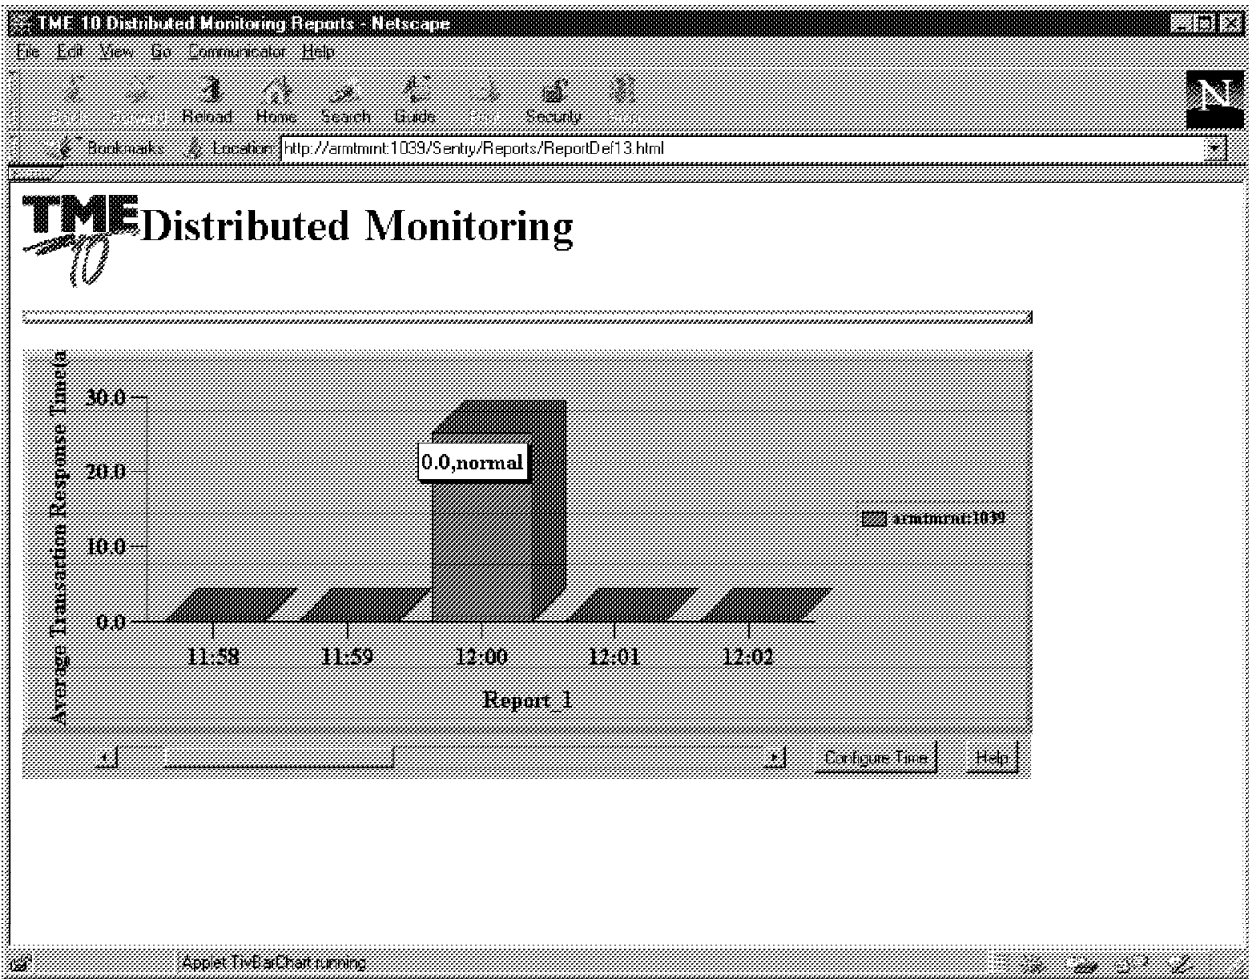 TME 10 Distributed Monitoring Reports - Netscape
File Edit View Go Communicator Help
Reload Home Search Guide Security
Bookmarks Location: http://armtmrnt:1039/Sentry/Reports/ReportDef13.html
TME 10
Distributed Monitoring
Average Transaction Response Time(a
30.0
20.0
10.0
0.0
0.0,normal
armtmrnt:1039
11:58 11:59 12:00 12:01 12:02
Report_1
Configure Time Help
Applet TivBarChart running